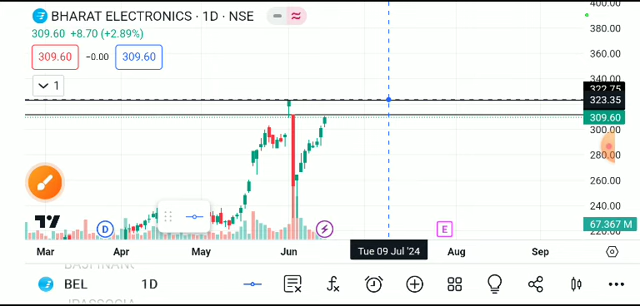 BHARAT ELECTRONICS · 1D · NSE
309.60 +8.70 (+2.89%)
309.60 −0.00 309.60
1
400.00
380.00
360.00
340.00
322.75
323.35
309.60
300.00
280.00
260.00
240.00
67.367 M
220.00
D
E
Mar Apr May Jun Tue 09 Jul '24 Aug Sep
BAJFINANC
BEL 1D
JPASSOCIA